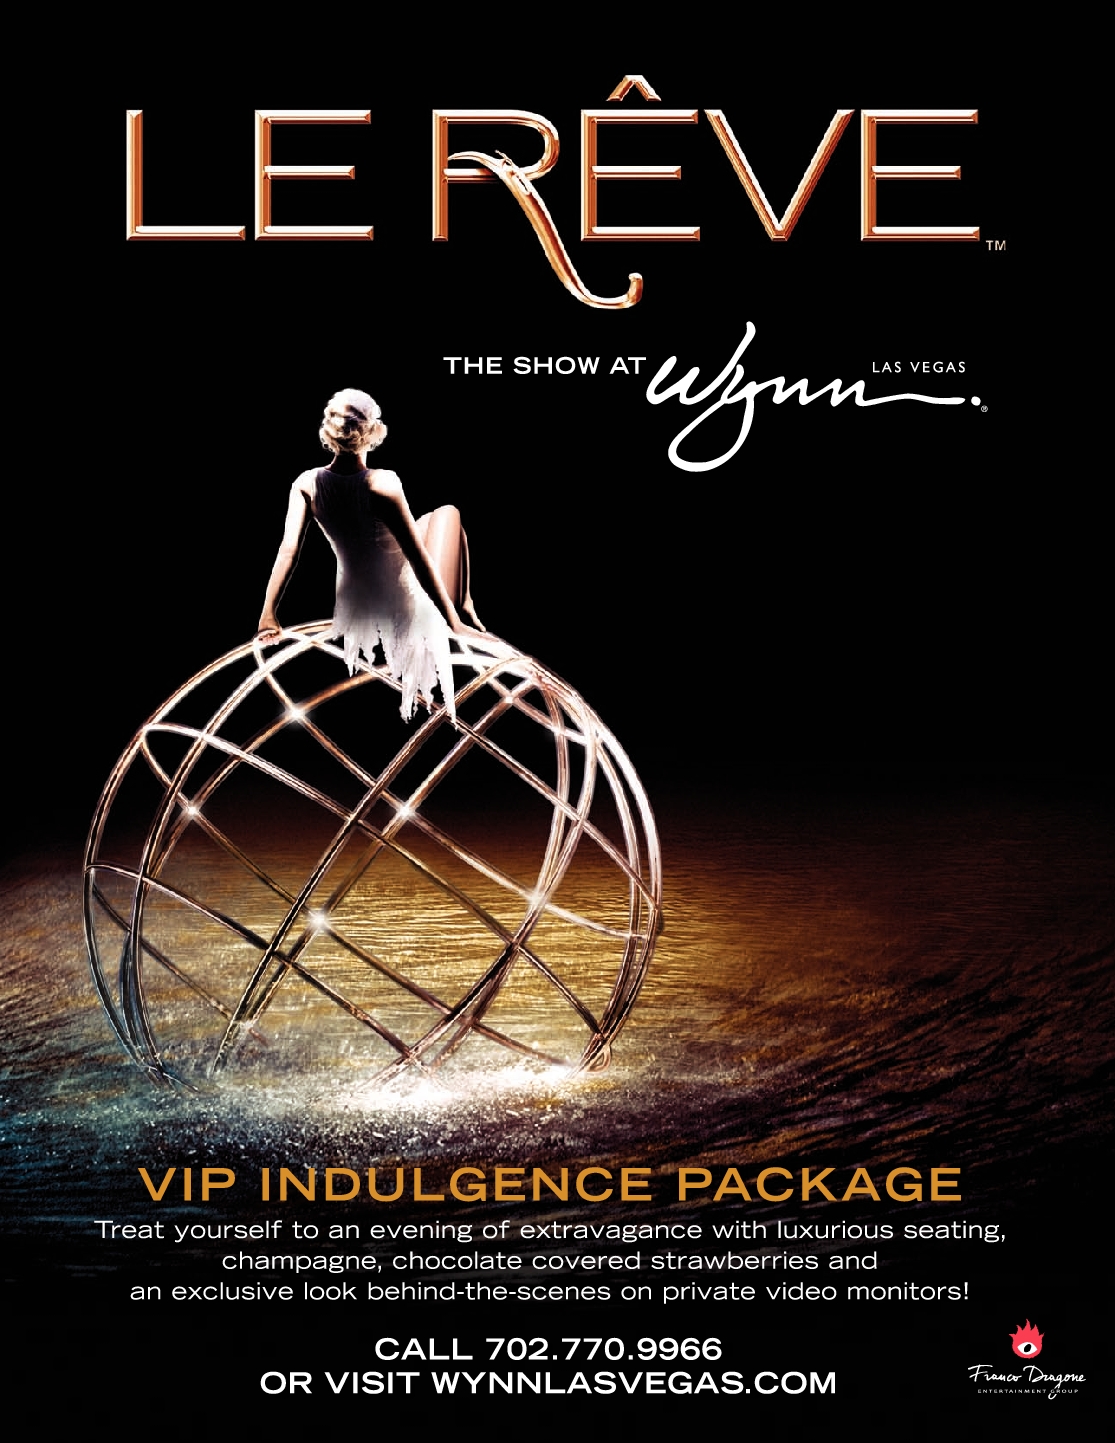 LE RÊVE™
THE SHOW AT Wynn LAS VEGAS ®
VIP INDULGENCE PACKAGE
Treat yourself to an evening of extravagance with luxurious seating,
champagne, chocolate covered strawberries and
an exclusive look behind-the-scenes on private video monitors!
CALL 702.770.9966
OR VISIT WYNNLASVEGAS.COM
Franco Dragone
ENTERTAINMENT GROUP